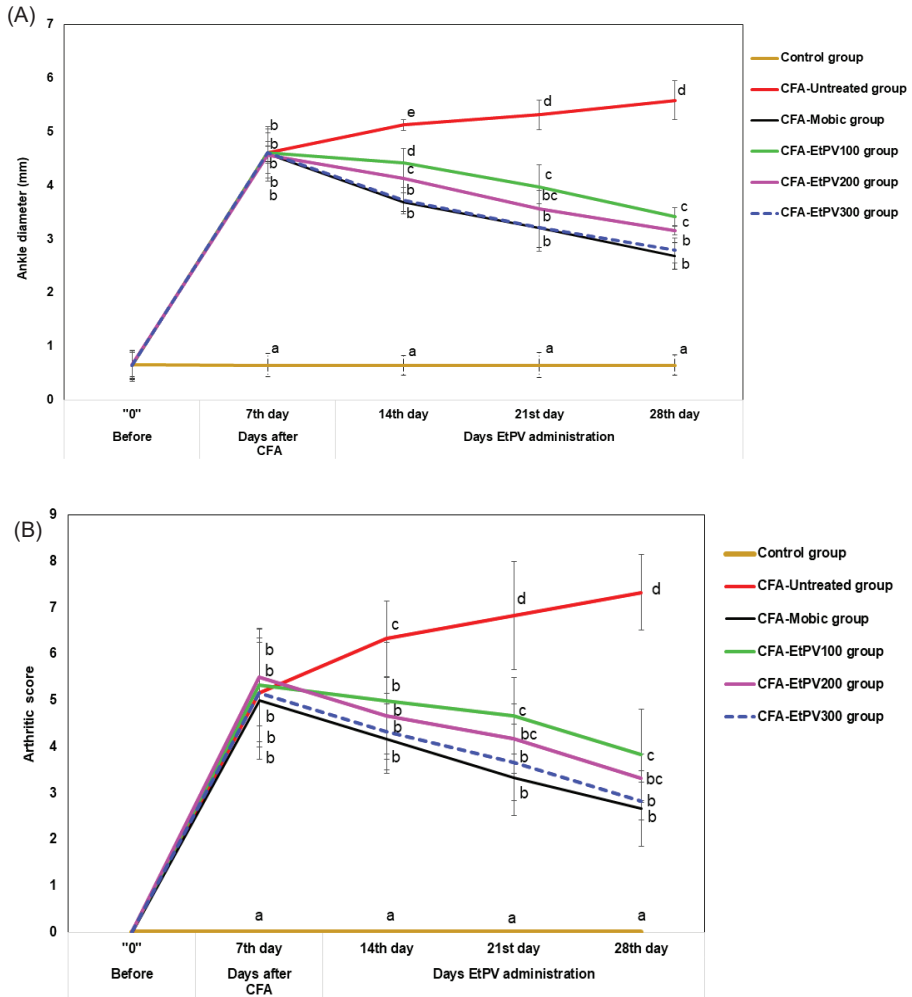 (A)
7
6
5
4
3
2
1
0
Ankle diameter (mm)
b
b
b
b
b
e
d
c
b
b
d
c
bc
b
b
d
c
c
b
b
a
a
a
a
"0"
7th day
14th day
21st day
28th day
Before
Days after
CFA
Days EtPV administration
Control group
CFA-Untreated group
CFA-Mobic group
CFA-EtPV100 group
CFA-EtPV200 group
CFA-EtPV300 group
(B)
9
8
7
6
5
4
3
2
1
0
Arthritic score
b
b
b
b
b
c
b
b
b
b
d
c
bc
b
b
d
c
bc
b
b
a
a
a
a
"0"
7th day
14th day
21st day
28th day
Before
Days after
CFA
Days EtPV administration
Control group
CFA-Untreated group
CFA-Mobic group
CFA-EtPV100 group
CFA-EtPV200 group
CFA-EtPV300 group